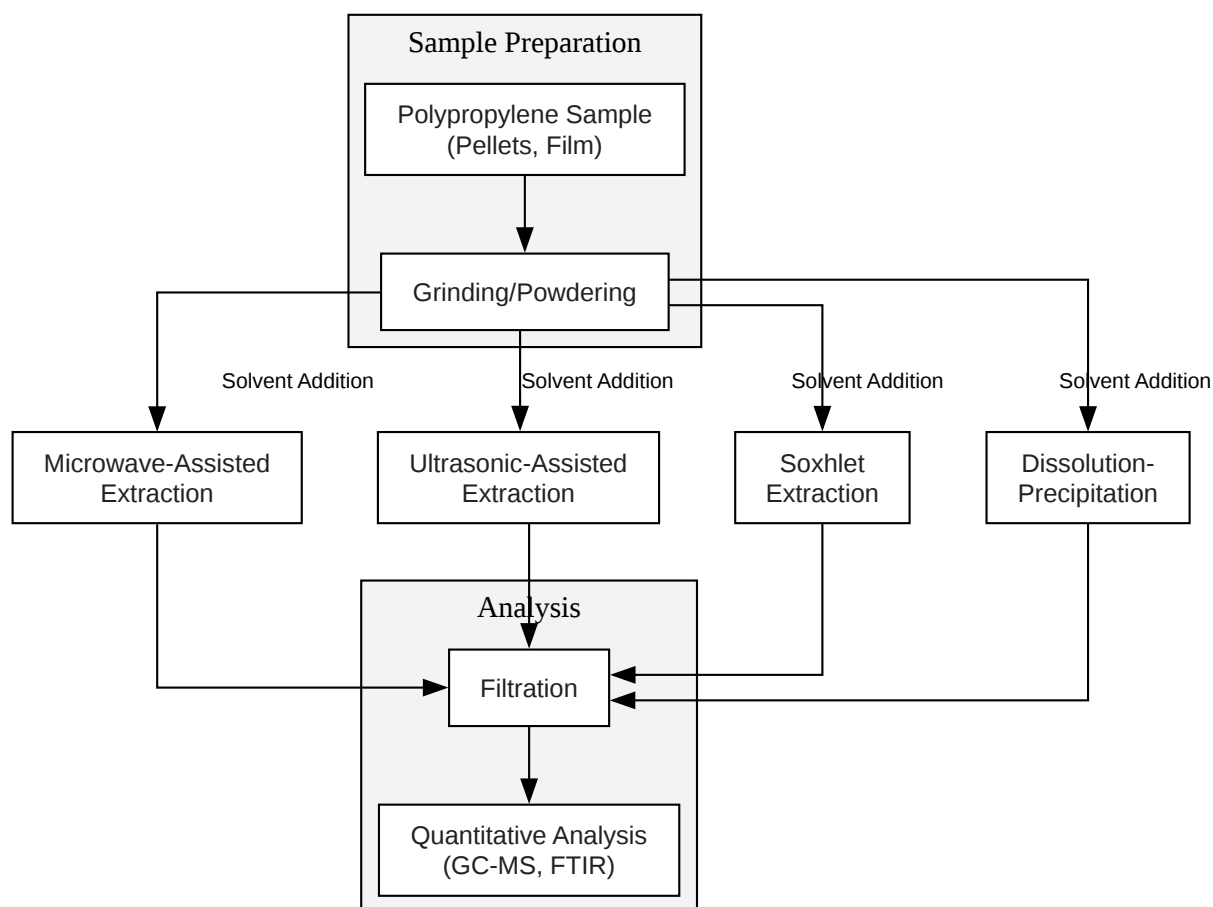 Sample Preparation
Polypropylene Sample
(Pellets, Film)
Grinding/Powdering
Solvent Addition
Solvent Addition
Solvent Addition
Solvent Addition
Microwave-Assisted
Extraction
Ultrasonic-Assisted
Extraction
Soxhlet
Extraction
Dissolution-
Precipitation
Analysis
Filtration
Quantitative Analysis
(GC-MS, FTIR)